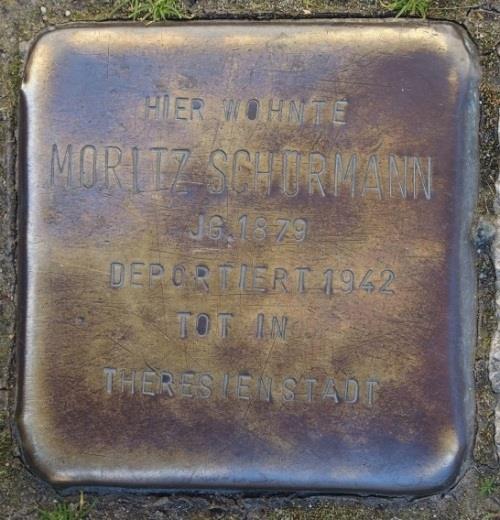 HIER WOHNTE
MORITZ SCHÜRMANN
JG. 1879
DEPORTIERT 1942
TOT IN
THERESIENSTADT